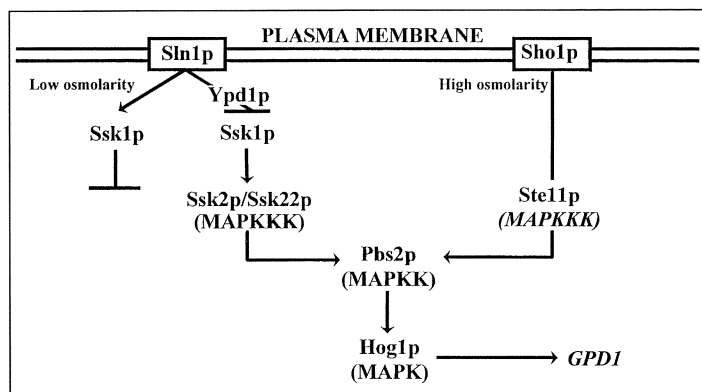 PLASMA MEMBRANE
Sln1p
Sho1p
Low osmolarity
High osmolarity
Ypd1p
Ssk1p
Ssk1p
Ssk2p/Ssk22p
(MAPKKK)
Ste11p
(MAPKKK)
Pbs2p
(MAPKK)
Hog1p
(MAPK)
GPD1